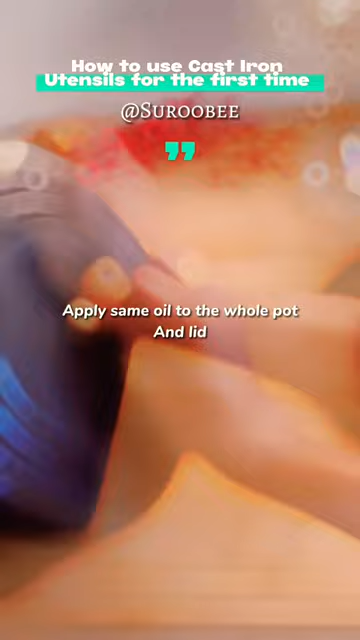 How to use Cast Iron
Utensils for the first time
@SUROOBEE
”
Apply same oil to the whole pot
And lid